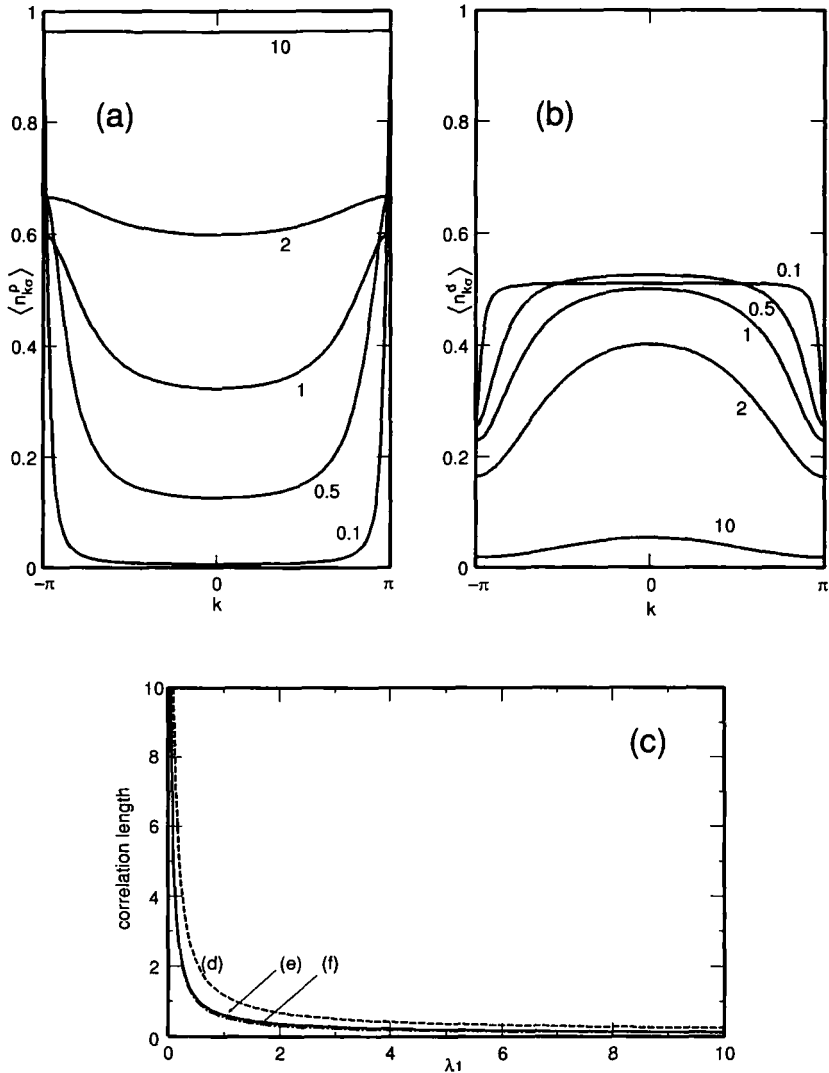 1
0.8
0.6
0.4
0.2
0
⟨n^p_kσ⟩
(a)
10
2
1
0.5
0.1
−π
0
π
k
1
0.8
0.6
0.4
0.2
0
⟨n^d_kσ⟩
(b)
0.1
0.5
1
2
10
−π
0
π
k
10
8
6
4
2
0
correlation length
(c)
(d)
(e)
(f)
0
2
4
6
8
10
λ1